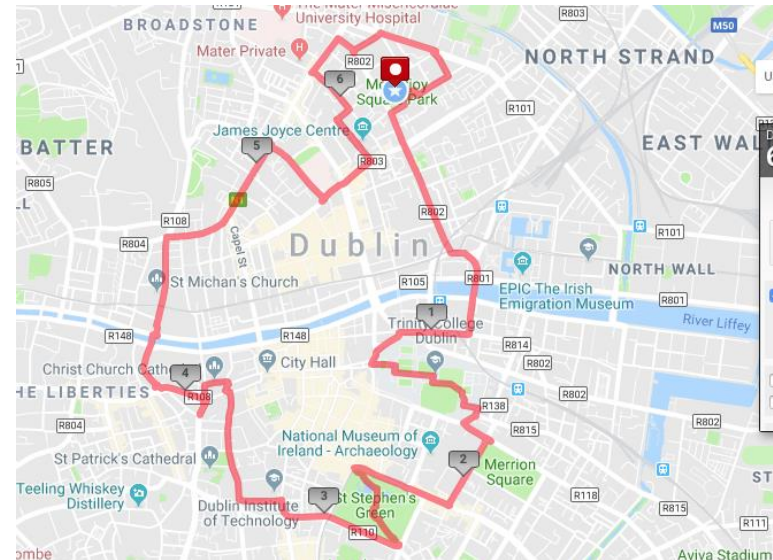 The Mater Misericordiae
University Hospital
R803
M50
BROADSTONE
Mater Private
NORTH STRAND
R802
6
Square Park
R101
James Joyce Centre
BATTER
5
R803
EAST
R805
R108
R802
Capel St
R804
Dublin
R101
St Michan's Church
R801
NORTH WALL
R105
EPIC The Irish
Emigration Museum
R801
1
Trinity College
Dublin
River Liffey
R148
R148
R814
City Hall
R802
Christ Church
4
THE LIBERTIES
R108
R138
R802
R804
R815
National Museum of
Ireland - Archaeology
St Patrick's Cathedral
2
Merrion
Square
Teeling Whiskey
Distillery
3
St Stephen's
Green
Dublin Institute
of Technology
R118
R815
R110
R111
Aviva Stadium